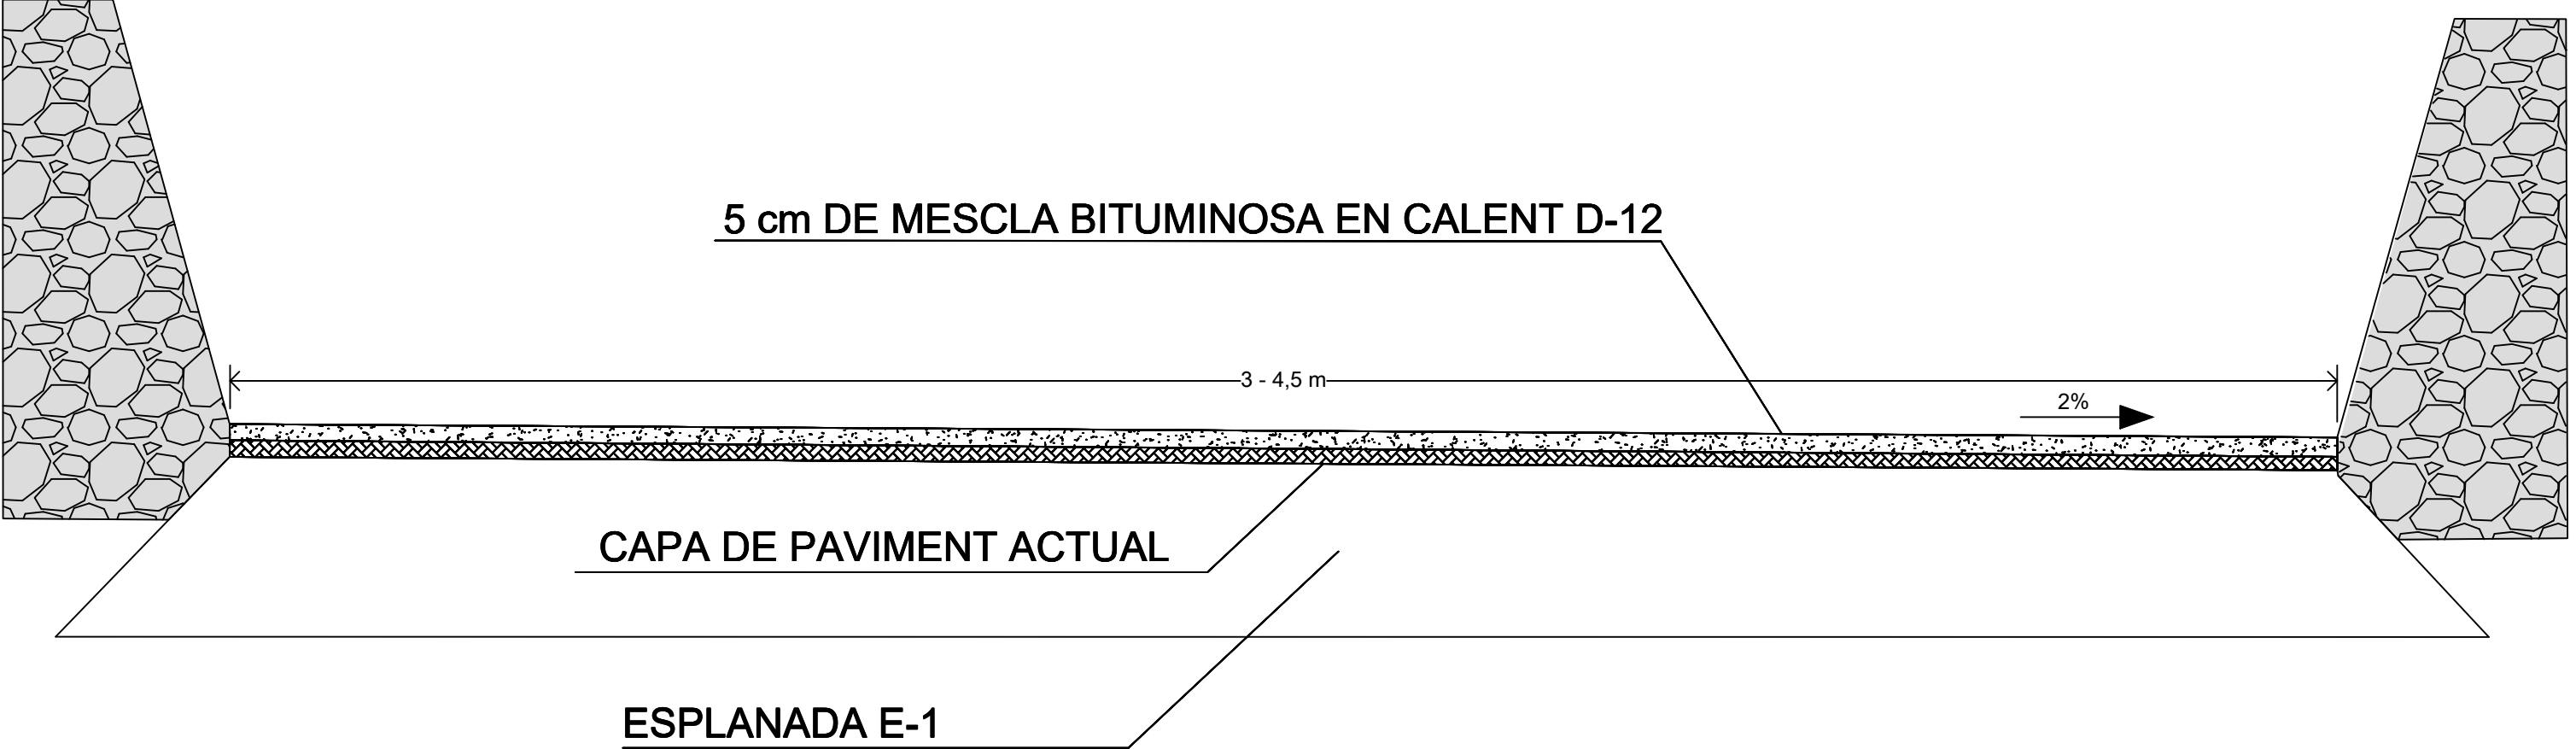 5 cm DE MESCLA BITUMINOSA EN CALENT D-12
3 - 4,5 m
2%
CAPA DE PAVIMENT ACTUAL
ESPLANADA E-1